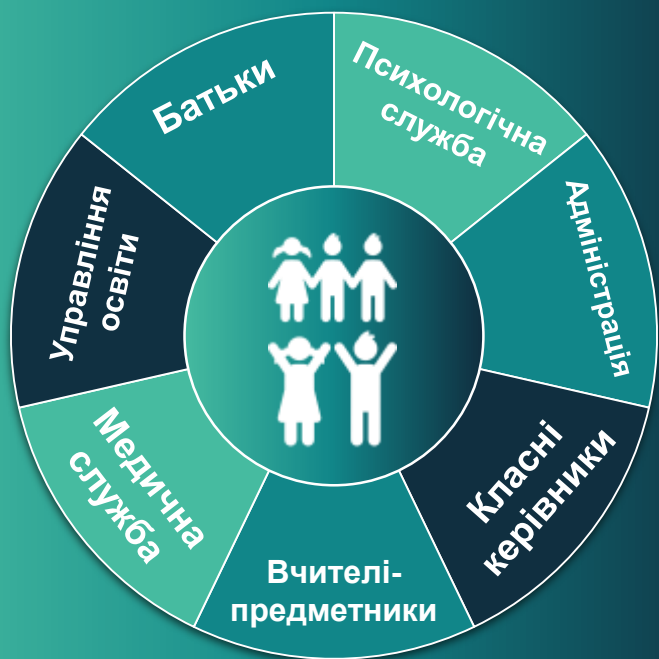 Психологічна
служба
Адміністрація
Класні
керівники
Вчителі-
предметники
Медична
служба
Управління
освіти
Батьки